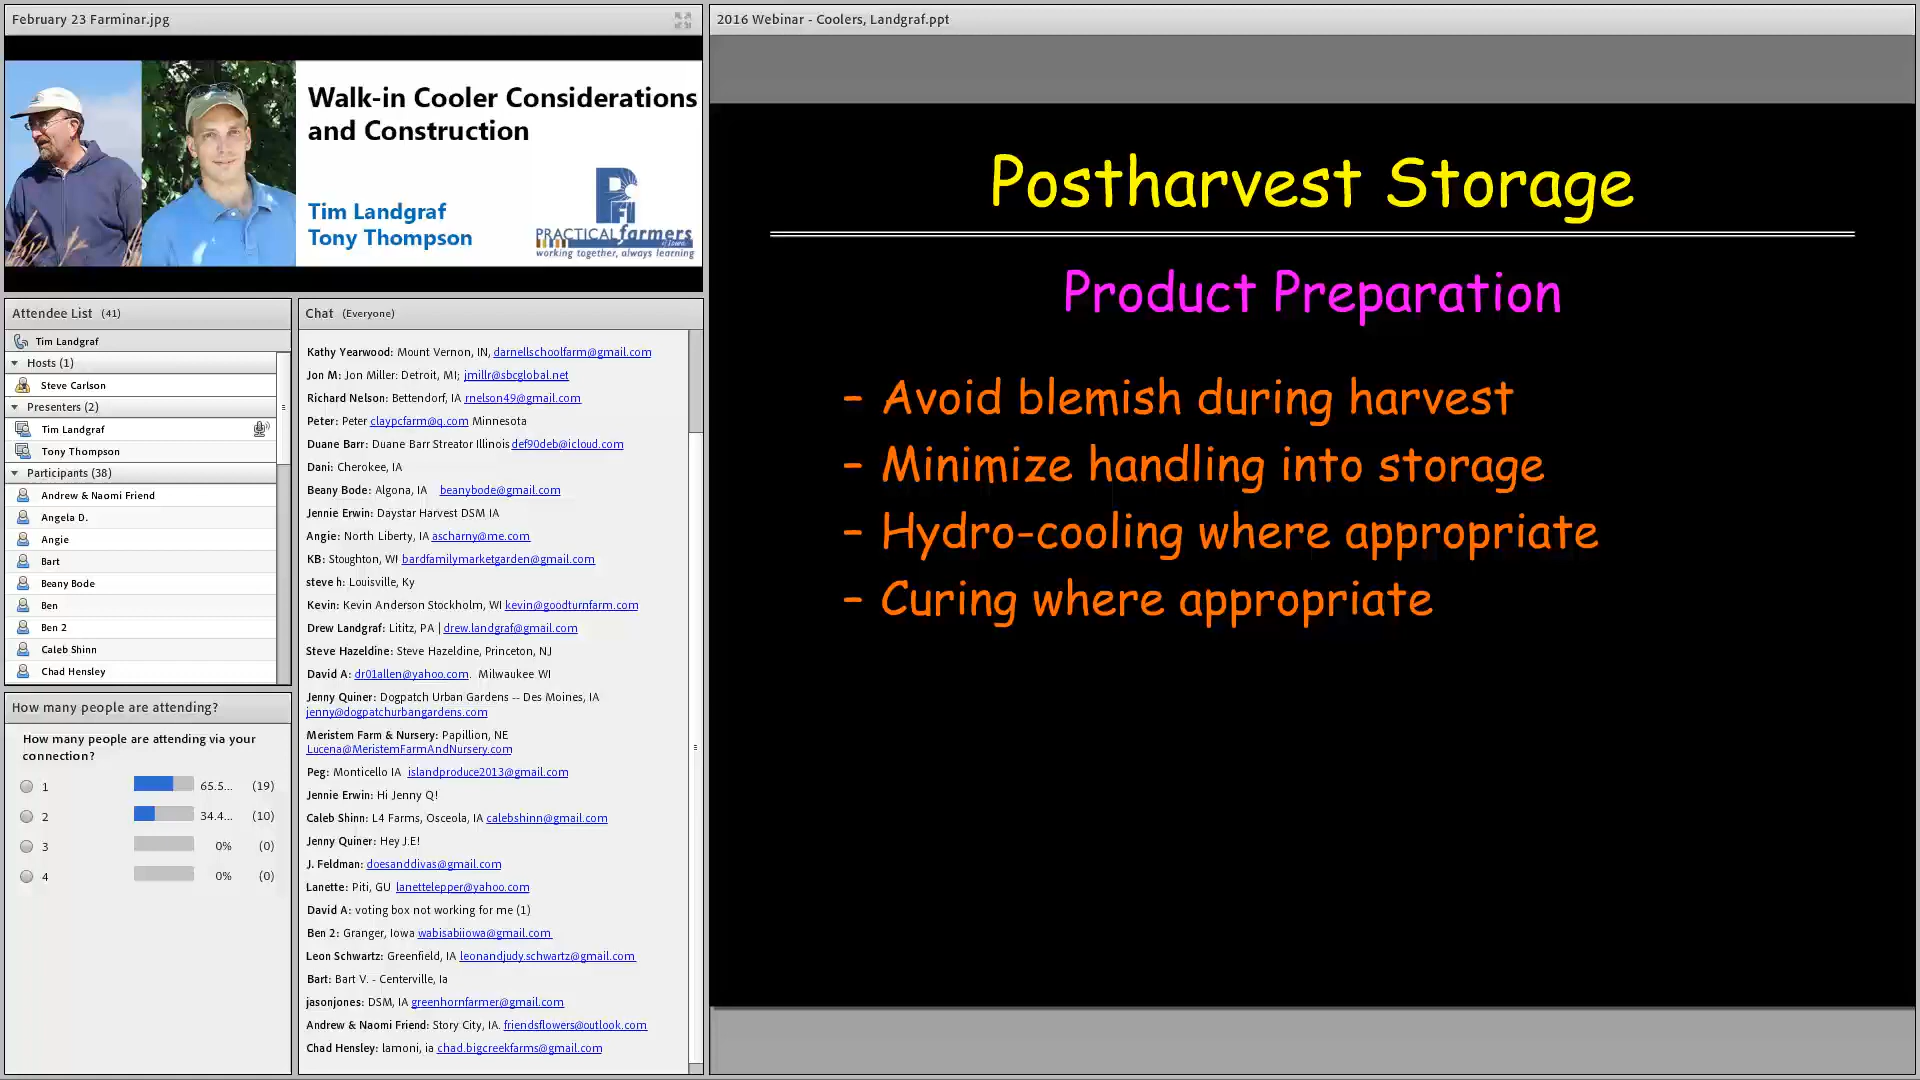 February 23 Farminar.jpg
Walk-in Cooler Considerations
and Construction
Tim Landgraf
Tony Thompson
PFI
PRACTICAL farmers
of Iowa
working together, always learning
Attendee List (41)
Tim Landgraf
Hosts (1)
Steve Carlson
Presenters (2)
Tim Landgraf
Tony Thompson
Participants (38)
Andrew & Naomi Friend
Angela D.
Angie
Bart
Beany Bode
Ben
Ben 2
Caleb Shinn
Chad Hensley
How many people are attending?
How many people are attending via your
connection?
1 65.5... (19)
2 34.4... (10)
3 0% (0)
4 0% (0)
Chat (Everyone)
Kathy Yearwood: Mount Vernon, IN, darnellschoolfarm@gmail.com
Jon M: Jon Miller: Detroit, MI; jmillr@sbcglobal.net
Richard Nelson: Bettendorf, IA rnelson49@gmail.com
Peter: Peter claypcfarm@q.com Minnesota
Duane Barr: Duane Barr Streator Illinois def90deb@icloud.com
Dani: Cherokee, IA
Beany Bode: Algona, IA beanybode@gmail.com
Jennie Erwin: Daystar Harvest DSM IA
Angie: North Liberty, IA ascharny@me.com
KB: Stoughton, WI bardfamilymarketgarden@gmail.com
steve h: Louisville, Ky
Kevin: Kevin Anderson Stockholm, WI kevin@goodturnfarm.com
Drew Landgraf: Lititz, PA | drew.landgraf@gmail.com
Steve Hazeldine: Steve Hazeldine, Princeton, NJ
David A: dr01allen@yahoo.com. Milwaukee WI
Jenny Quiner: Dogpatch Urban Gardens -- Des Moines, IA
jenny@dogpatchurbangardens.com
Meristem Farm & Nursery: Papillion, NE
Lucena@MeristemFarmAndNursery.com
Peg: Monticello IA islandproduce2013@gmail.com
Jennie Erwin: Hi Jenny Q!
Caleb Shinn: L4 Farms, Osceola, IA calebshinn@gmail.com
Jenny Quiner: Hey J.E!
J. Feldman: doesanddivas@gmail.com
Lanette: Piti, GU lanettelepper@yahoo.com
David A: voting box not working for me (1)
Ben 2: Granger, Iowa wabisabiiowa@gmail.com
Leon Schwartz: Greenfield, IA leonandjudy.schwartz@gmail.com
Bart: Bart V. - Centerville, Ia
jasonjones: DSM, IA greenhornfarmer@gmail.com
Andrew & Naomi Friend: Story City, IA. friendsflowers@outlook.com
Chad Hensley: lamoni, ia chad.bigcreekfarms@gmail.com
2016 Webinar - Coolers, Landgraf.ppt
Postharvest Storage
Product Preparation
– Avoid blemish during harvest
– Minimize handling into storage
– Hydro-cooling where appropriate
– Curing where appropriate